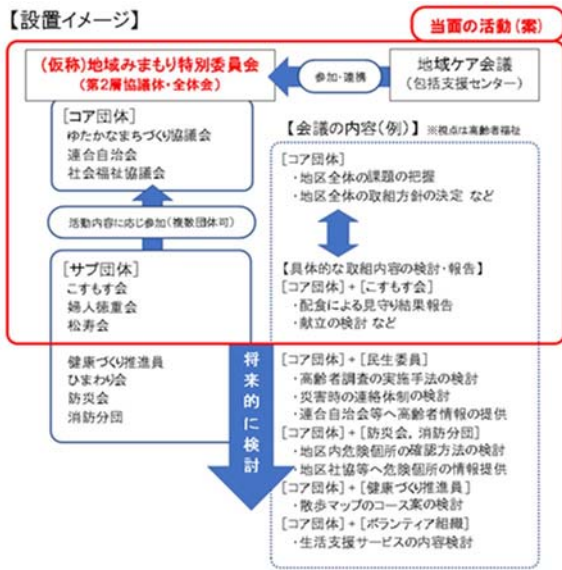 【設置イメージ】
当面の活動(案)
(仮称)地域みまもり特別委員会
(第2層協議体・全体会)
参加・連携
地域ケア会議
(包括支援センター)
[コア団体]
ゆたかなまちづくり協議会
連合自治会
社会福祉協議会
活動内容に応じ参加(複数団体可)
[サブ団体]
こすもす会
婦人徳重会
松寿会
健康づくり推進員
ひまわり会
防災会
消防分団
将来的に検討
【会議の内容(例)】 ※視点は高齢者福祉
[コア団体]
・地区全体の課題の把握
・地区全体の取組方針の決定 など
【具体的な取組内容の検討・報告】
[コア団体]+[こすもす会]
・配食による見守り結果報告
・献立の検討 など
[コア団体]+[民生委員]
・高齢者調査の実施手法の検討
・災害時の連絡体制の検討
・連合自治会等へ高齢者情報の提供
[コア団体]+[防災会,消防分団]
・地区内危険個所の確認方法の検討
・地区社協等へ危険個所の情報提供
[コア団体]+[健康づくり推進員]
・散歩マップのコース案の検討
[コア団体]+[ボランティア組織]
・生活支援サービスの内容検討